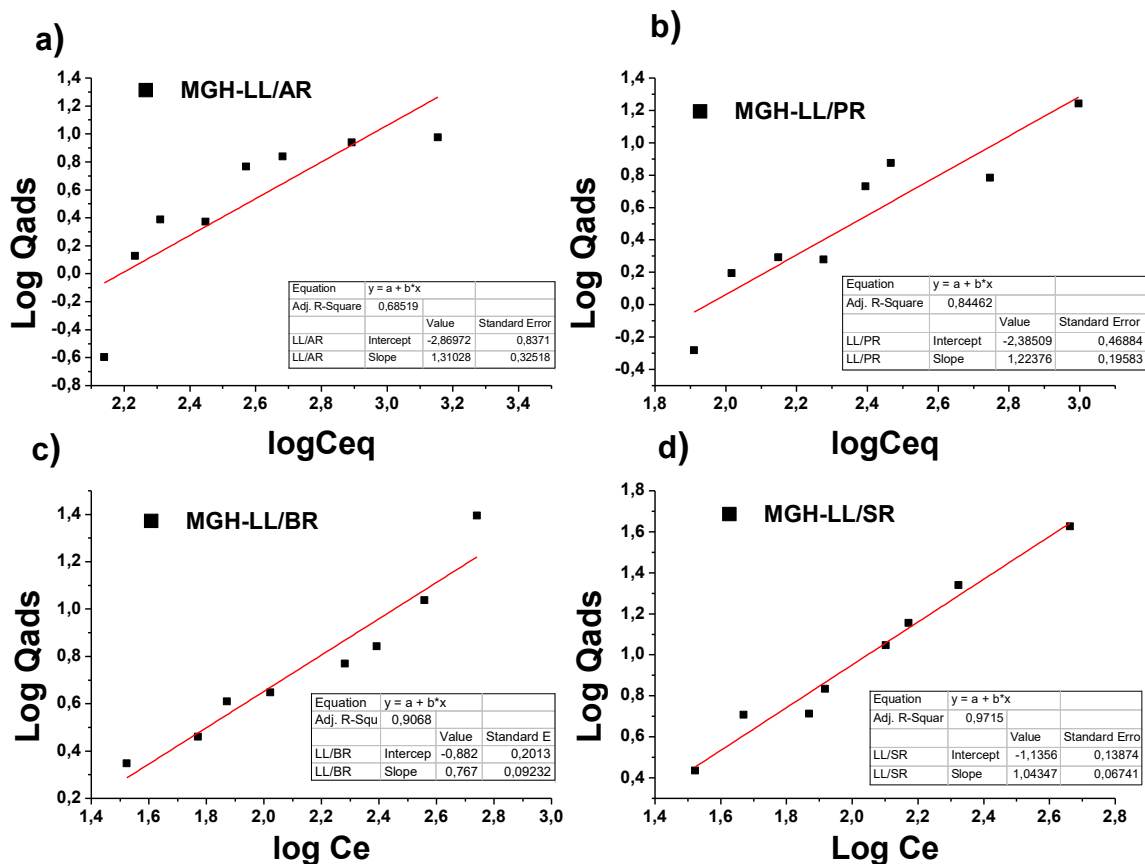 a)
MGH-LL/AR
1,4
1,2
1,0
0,8
0,6
0,4
0,2
0,0
-0,2
-0,4
-0,6
-0,8
Log Qads
Equation y = a + b*x
Adj. R-Square 0,68519
Value Standard Error
LL/AR Intercept -2,86972 0,8371
LL/AR Slope 1,31028 0,32518
2,2 2,4 2,6 2,8 3,0 3,2 3,4
logCeq
b)
MGH-LL/PR
1,4
1,2
1,0
0,8
0,6
0,4
0,2
0,0
-0,2
-0,4
Log Qads
Equation y = a + b*x
Adj. R-Square 0,84462
Value Standard Error
LL/PR Intercept -2,38509 0,46884
LL/PR Slope 1,22376 0,19583
1,8 2,0 2,2 2,4 2,6 2,8 3,0
logCeq
c)
MGH-LL/BR
1,4
1,2
1,0
0,8
0,6
0,4
0,2
Log Qads
Equation y = a + b*x
Adj. R-Squ 0,9068
Value Standard E
LL/BR Intercep -0,882 0,2013
LL/BR Slope 0,767 0,09232
1,4 1,6 1,8 2,0 2,2 2,4 2,6 2,8 3,0
log Ce
d)
MGH-LL/SR
1,8
1,6
1,4
1,2
1,0
0,8
0,6
0,4
Log Qads
Equation y = a + b*x
Adj. R-Squar 0,9715
Value Standard Erro
LL/SR Intercept -1,1356 0,13874
LL/SR Slope 1,04347 0,06741
1,4 1,6 1,8 2,0 2,2 2,4 2,6 2,8
Log Ce